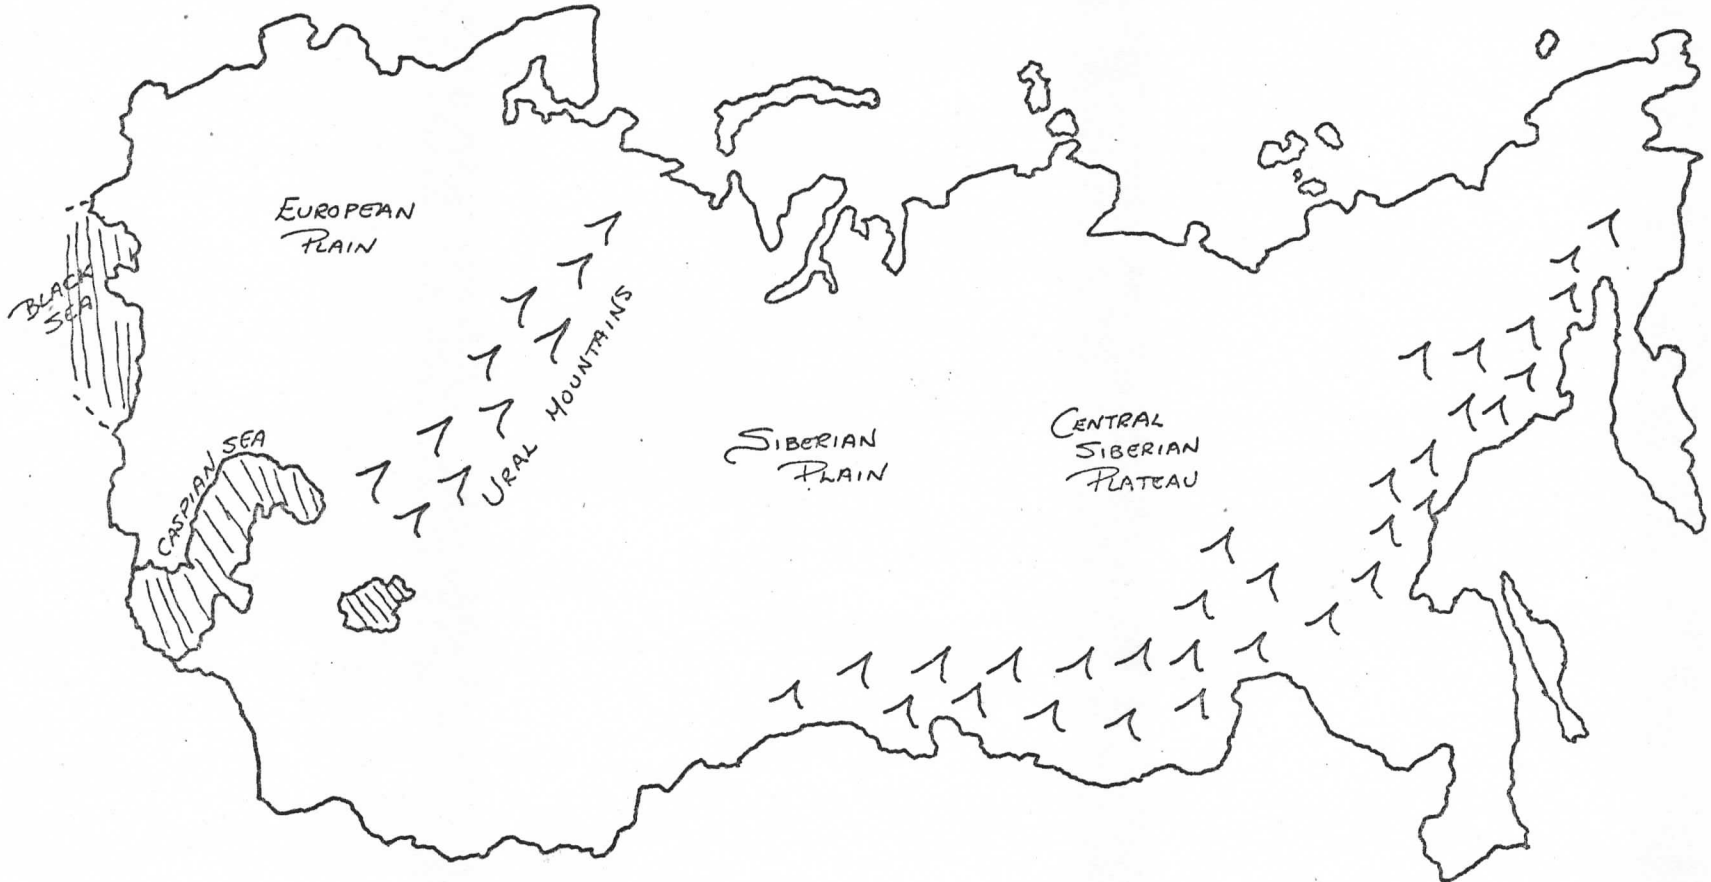 EUROPEAN
PLAIN
BLACK
SEA
CASPIAN SEA
URAL MOUNTAINS
SIBERIAN
PLAIN
CENTRAL
SIBERIAN
PLATEAU